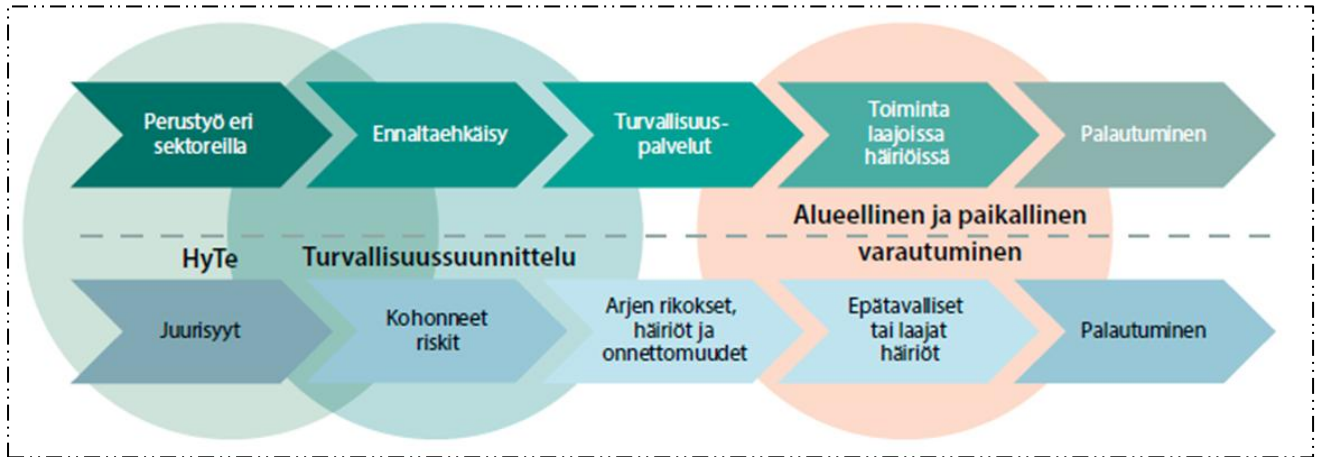 Perustyö eri
sektoreilla
Ennaltaehkäisy
Turvallisuus-
palvelut
Toiminta
laajoissa
häiriöissä
Palautuminen
HyTe
Turvallisuussuunnittelu
Alueellinen ja paikallinen
varautuminen
Juurisyyt
Kohonneet
riskit
Arjen rikokset,
häiriöt ja
onnettomuudet
Epätavalliset
tai laajat
häiriöt
Palautuminen